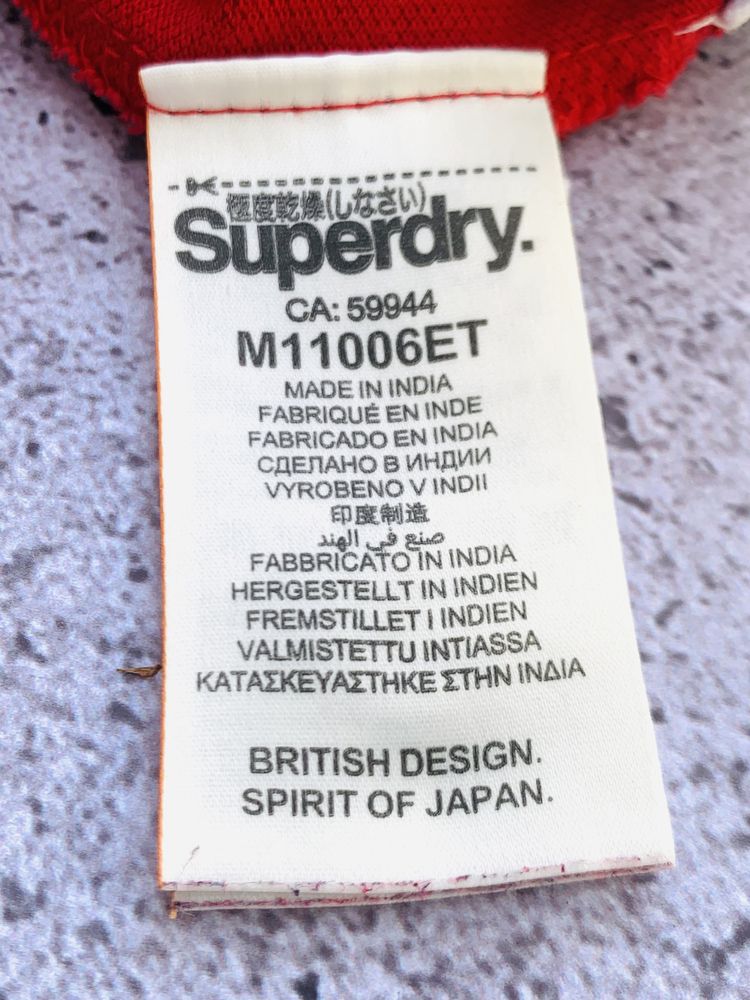 極度乾燥(しなさい)
Superdry.
CA: 59944
M11006ET
MADE IN INDIA
FABRIQUÉ EN INDE
FABRICADO EN INDIA
СДЕЛАНО В ИНДИИ
VYROBENO V INDII
印度制造
صنع في الهند
FABBRICATO IN INDIA
HERGESTELLT IN INDIEN
FREMSTILLET I INDIEN
VALMISTETTU INTIASSA
ΚΑΤΑΣΚΕΥΑΣΤΗΚΕ ΣΤΗΝ ΙΝΔΙΑ
BRITISH DESIGN.
SPIRIT OF JAPAN.